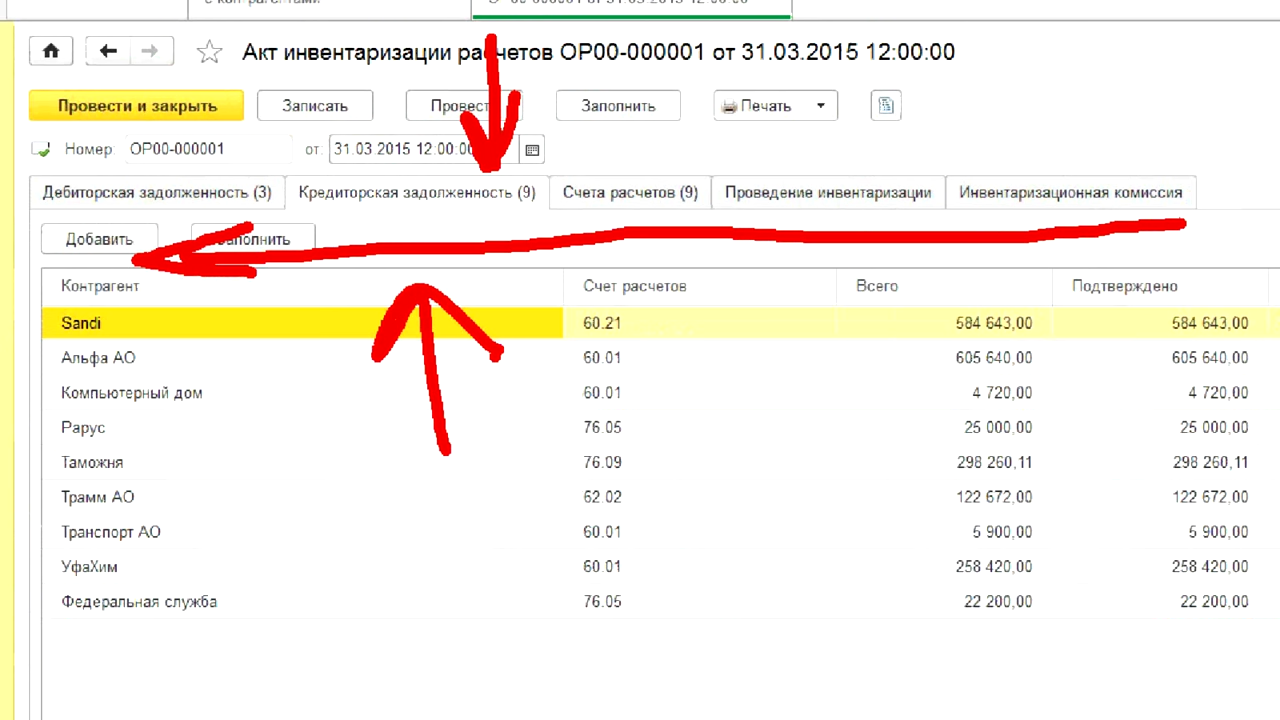 Акт инвентаризации расчетов ОР00-000001 от 31.03.2015 12:00:00
Провести и закрыть Записать Провести Заполнить Печать
Номер: ОР00-000001 от: 31.03.2015 12:00:00
Дебиторская задолженность (3) Кредиторская задолженность (9) Счета расчетов (9) Проведение инвентаризации Инвентаризационная комиссия
Добавить Заполнить
Контрагент Счет расчетов Всего Подтверждено
Sandi 60.21 584 643,00 584 643,00
Альфа АО 60.01 605 640,00 605 640,00
Компьютерный дом 60.01 4 720,00 4 720,00
Рарус 76.05 25 000,00 25 000,00
Таможня 76.09 298 260,11 298 260,11
Трамм АО 62.02 122 672,00 122 672,00
Транспорт АО 60.01 5 900,00 5 900,00
УфаХим 60.01 258 420,00 258 420,00
Федеральная служба 76.05 22 200,00 22 200,00